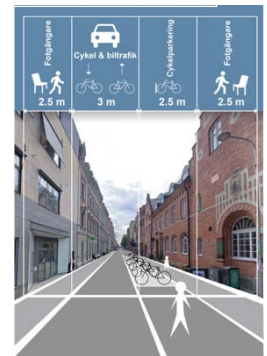 Fotgängare
2.5 m
Cykel & biltrafik
3 m
Cykelparkering
2.5 m
Fotgängare
2.5 m